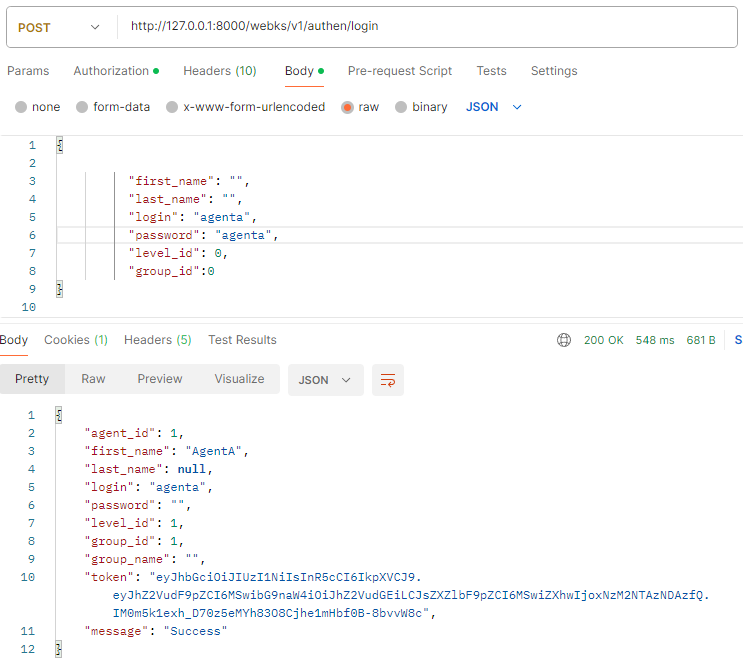 POST http://127.0.0.1:8000/webks/v1/authen/login
Params Authorization Headers (10) Body Pre-request Script Tests Settings
none form-data x-www-form-urlencoded raw binary JSON
1 {
2
3 "first_name": "",
4 "last_name": "",
5 "login": "agenta",
6 "password": "agenta",
7 "level_id": 0,
8 "group_id":0
9 }
10
Body Cookies (1) Headers (5) Test Results 200 OK 548 ms 681 B S
Pretty Raw Preview Visualize JSON
1 {
2 "agent_id": 1,
3 "first_name": "AgentA",
4 "last_name": null,
5 "login": "agenta",
6 "password": "",
7 "level_id": 1,
8 "group_id": 1,
9 "group_name": "",
10 "token": "eyJhbGciOiJIUzI1NiIsInR5cCI6IkpXVCJ9.
eyJhZ2VudF9pZCI6MSwibG9naW4iOiJhZ2VudGEiLCJsZXZlbF9pZCI6MSwiZXhwIjoxNzM2NTAzNDAzfQ.
IM0m5k1exh_D70z5eMYh83O8Cjhe1mHbf0B-8bvvW8c",
11 "message": "Success"
12 }